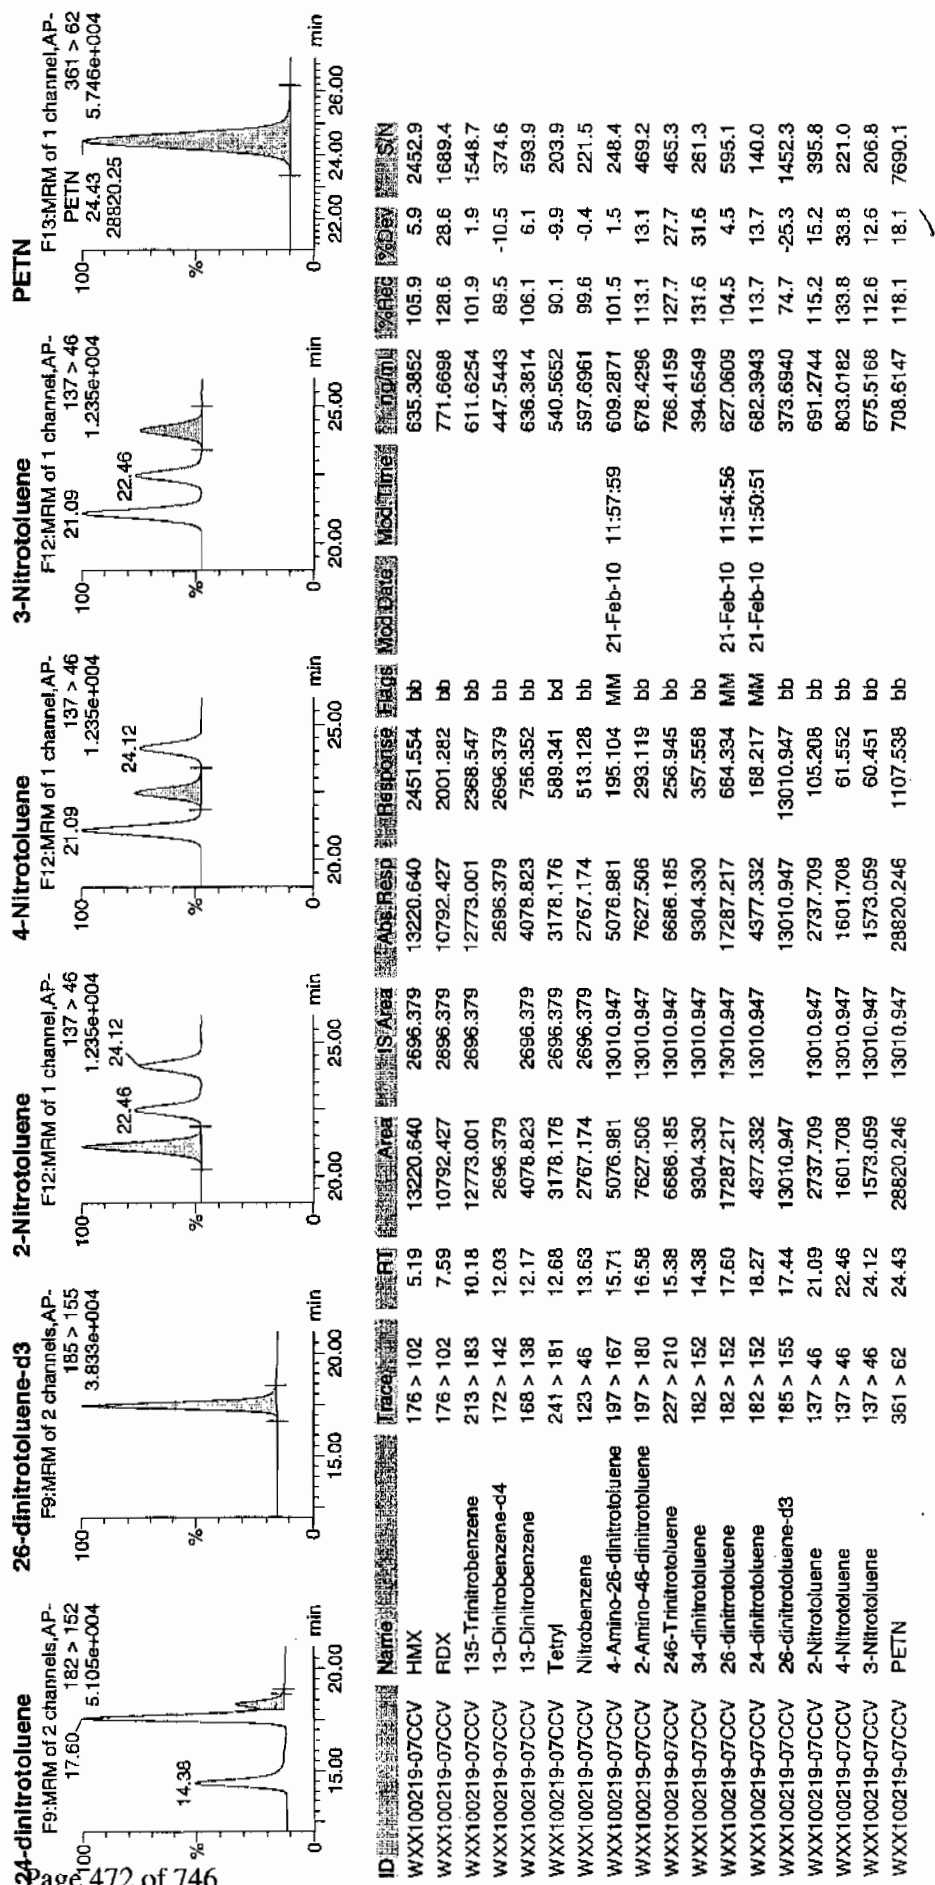 24-dinitrotoluene
F9:MRM of 2 channels,AP-
182 > 152
5.105e+004
17.60
14.38
100
%
0
15.00 20.00 min
26-dinitrotoluene-d3
F9:MRM of 2 channels,AP-
185 > 155
3.833e+004
100
%
0
15.00 20.00 min
2-Nitrotoluene
F12:MRM of 1 channel,AP-
137 > 46
1.235e+004
22.46
24.12
100
%
0
20.00 25.00 min
4-Nitrotoluene
F12:MRM of 1 channel,AP-
137 > 46
1.235e+004
21.09
24.12
100
%
0
20.00 25.00 min
3-Nitrotoluene
F12:MRM of 1 channel,AP-
137 > 46
1.235e+004
21.09
22.46
100
%
0
20.00 25.00 min
PETN
F13:MRM of 1 channel,AP-
PETN 361 > 62
24.43 5.746e+004
28820.25
100
%
0
22.00 24.00 26.00 min
ID Name Trace RT Area IS Area Abs.Resp Response Flags Mod.Date Mod.Time ng/mL %Rec %Dev S/N
WXX100219-07CCV HMX 176 > 102 5.19 13220.640 2696.379 13220.640 2451.554 bb 635.3852 105.9 5.9 2452.9
WXX100219-07CCV RDX 176 > 102 7.59 10792.427 2696.379 10792.427 2001.282 bb 771.6698 128.6 28.6 1689.4
WXX100219-07CCV 135-Trinitrobenzene 213 > 183 10.18 12773.001 2696.379 12773.001 2368.547 bb 611.6254 101.9 1.9 1548.7
WXX100219-07CCV 13-Dinitrobenzene-d4 172 > 142 12.03 2696.379 2696.379 2696.379 bb 447.5443 89.5 -10.5 374.6
WXX100219-07CCV 13-Dinitrobenzene 168 > 138 12.17 4078.823 2696.379 4078.823 756.352 bb 636.3814 106.1 6.1 593.9
WXX100219-07CCV Tetryl 241 > 181 12.68 3178.176 2696.379 3178.176 589.341 bd 540.5652 90.1 -9.9 203.9
WXX100219-07CCV Nitrobenzene 123 > 46 13.63 2767.174 2696.379 2767.174 513.128 bb 597.6961 99.6 -0.4 221.5
WXX100219-07CCV 4-Amino-26-dinitrotoluene 197 > 167 15.71 5076.981 13010.947 5076.981 195.104 MM 21-Feb-10 11:57:59 609.2871 101.5 1.5 248.4
WXX100219-07CCV 2-Amino-46-dinitrotoluene 197 > 180 16.58 7627.506 13010.947 7627.506 293.119 bb 678.4296 113.1 13.1 469.2
WXX100219-07CCV 246-Trinitrotoluene 227 > 210 15.38 6686.185 13010.947 6686.185 256.945 bb 766.4159 127.7 27.7 465.3
WXX100219-07CCV 34-dinitrotoluene 182 > 152 14.38 9304.330 13010.947 9304.330 357.558 bb 394.6549 131.6 31.6 261.3
WXX100219-07CCV 26-dinitrotoluene 182 > 152 17.60 17287.217 13010.947 17287.217 664.334 MM 21-Feb-10 11:54:56 627.0609 104.5 4.5 595.1
WXX100219-07CCV 24-dinitrotoluene 182 > 152 18.27 4377.332 13010.947 4377.332 168.217 MM 21-Feb-10 11:50:51 682.3943 113.7 13.7 140.0
WXX100219-07CCV 26-dinitrotoluene-d3 185 > 155 17.44 13010.947 13010.947 13010.947 bb 373.6940 74.7 -25.3 1452.3
WXX100219-07CCV 2-Nitrotoluene 137 > 46 21.09 2737.709 13010.947 2737.709 105.208 bb 691.2744 115.2 15.2 395.8
WXX100219-07CCV 4-Nitrotoluene 137 > 46 22.46 1601.708 13010.947 1601.708 61.552 bb 803.0182 133.8 33.8 221.0
WXX100219-07CCV 3-Nitrotoluene 137 > 46 24.12 1573.059 13010.947 1573.059 60.451 bb 675.5168 112.6 12.6 206.8
WXX100219-07CCV PETN 361 > 62 24.43 28820.246 13010.947 28820.246 1107.538 bb 708.6147 118.1 18.1 7690.1
Page 472 of 746